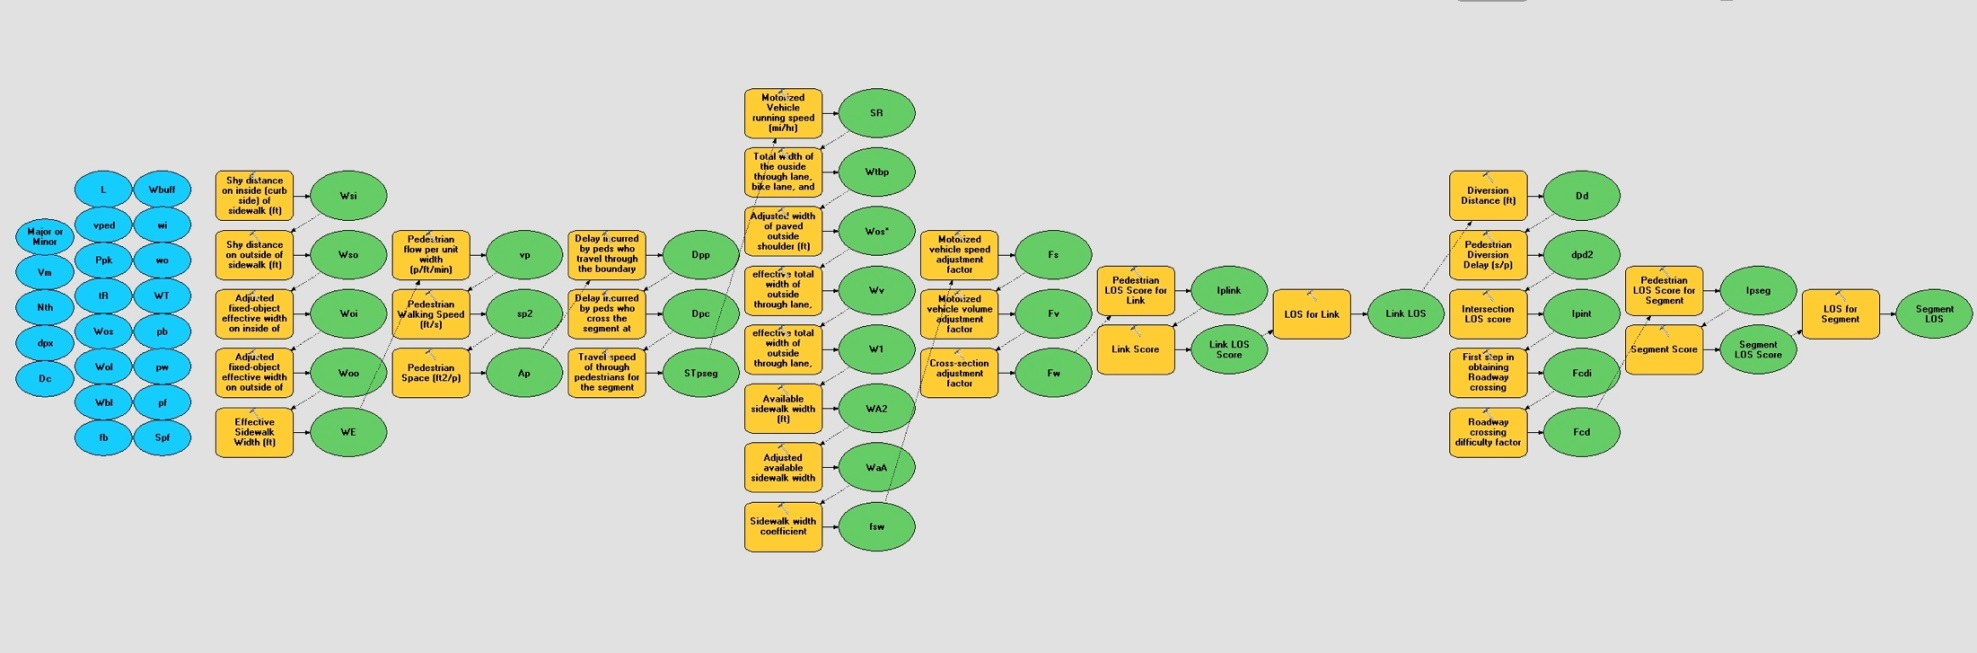 Major or
Minor
Vm
Nth
dpx
Dc
L
vped
Ppk
tR
Wos
Wol
Wbl
fb
Wbuff
wi
wo
WT
pb
pw
pf
Spf
Shy distance
on inside (curb
side) of
sidewalk (ft)
Wsi
Shy distance
on outside of
sidewalk (ft)
Wso
Adjusted
fixed-object
effective width
on inside of
Woi
Adjusted
fixed-object
effective width
on outside of
Woo
Effective
Sidewalk
Width (ft)
WE
Pedestrian
flow per unit
width
(p/ft/min)
vp
Pedestrian
Walking Speed
(ft/s)
sp2
Pedestrian
Space (ft2/p)
Ap
Delay incurred
by peds who
travel through
the boundary
Dpp
Delay incurred
by peds who
cross the
segment at
Dpc
Travel speed
of through
pedestrians for
the segment
STpseg
Motorized
Vehicle
running speed
(mi/hr)
SR
Total width of
the ouside
through lane,
bike lane, and
Wtbp
Adjusted width
of paved
outside
shoulder (ft)
Wos*
effective total
width of
outside
through lane,
Wv
effective total
width of
outside
through lane,
W1
Available
sidewalk width
(ft)
WA2
Adjusted
available
sidewalk width
WaA
Sidewalk width
coefficient
fsw
Motorized
vehicle speed
adjustment
factor
Fs
Motorized
vehicle volume
adjustment
factor
Fv
Cross-section
adjustment
factor
Fw
Pedestrian
LOS Score for
Link
Iplink
Link Score
Link LOS
Score
LOS for Link
Link LOS
Diversion
Distance (ft)
Dd
Pedestrian
Diversion
Delay (s/p)
dpd2
Intersection
LOS score
Ipint
First step in
obtaining
Roadway
crossing
Fcdi
Roadway
crossing
difficulty factor
Fcd
Pedestrian
LOS Score for
Segment
Ipseg
Segment Score
Segment
LOS Score
LOS for
Segment
Segment
LOS